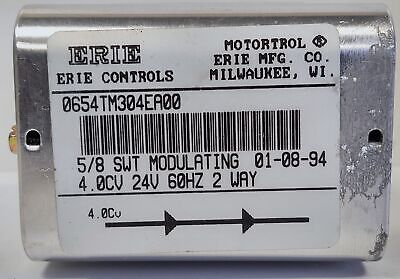 ERIE
ERIE CONTROLS
MOTORTROL ®
ERIE MFG. CO.
MILWAUKEE, WI.
0654TM304EA00
5/8 SWT MODULATING 01-08-94
4.0CV 24V 60HZ 2 WAY
4.0Cv